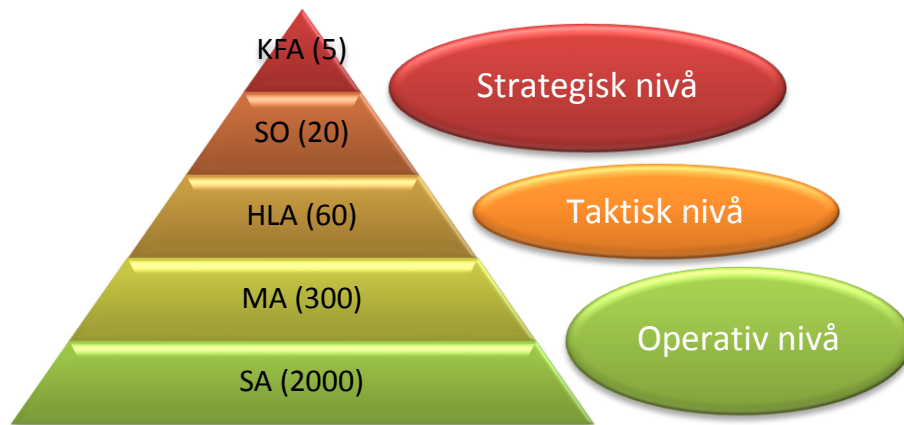 KFA (5)
Strategisk nivå
SO (20)
HLA (60)
Taktisk nivå
MA (300)
Operativ nivå
SA (2000)